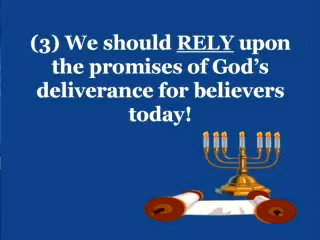 (3) We should RELY upon
the promises of God’s
deliverance for believers
today!